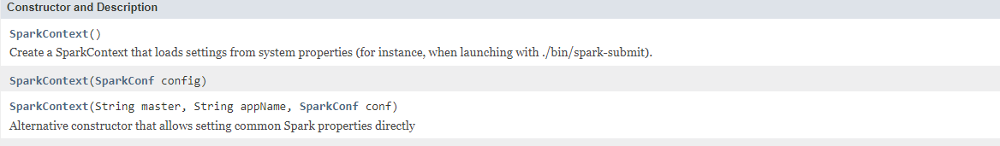 Constructor and Description
SparkContext()
Create a SparkContext that loads settings from system properties (for instance, when launching with ./bin/spark-submit).
SparkContext(SparkConf config)
SparkContext(String master, String appName, SparkConf conf)
Alternative constructor that allows setting common Spark properties directly